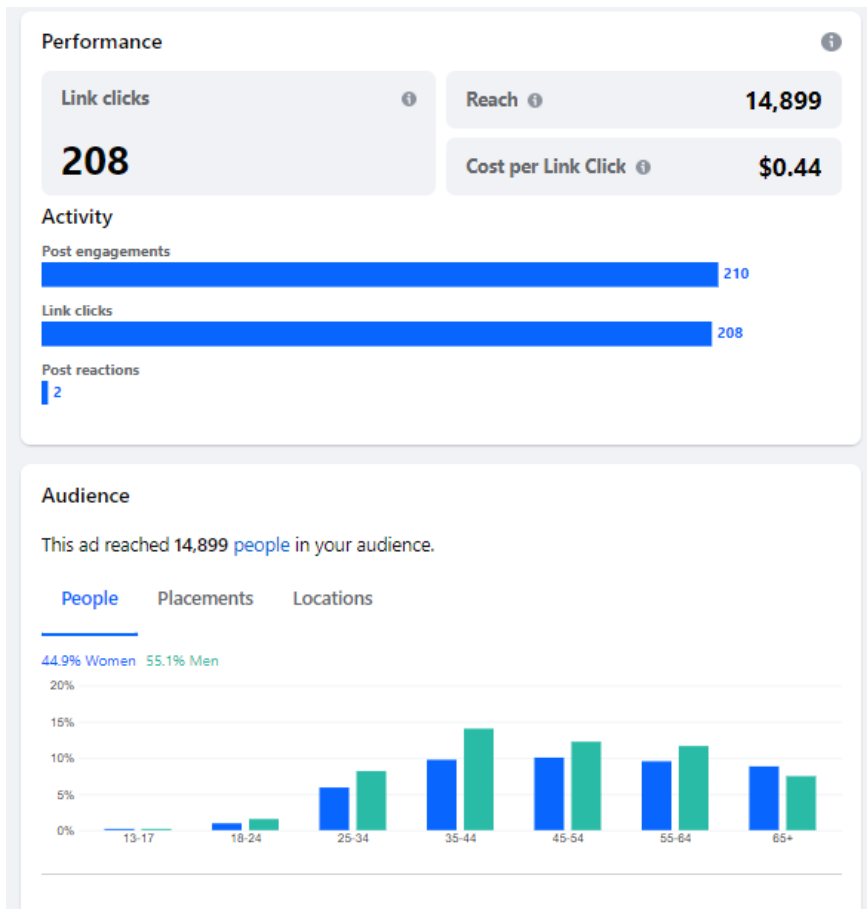 Performance
Link clicks
208
Reach
14,899
Cost per Link Click
$0.44
Activity
Post engagements
210
Link clicks
208
Post reactions
2
Audience
This ad reached 14,899 people in your audience.
People Placements Locations
44.9% Women 55.1% Men
20%
15%
10%
5%
0%
13-17 18-24 25-34 35-44 45-54 55-64 65+